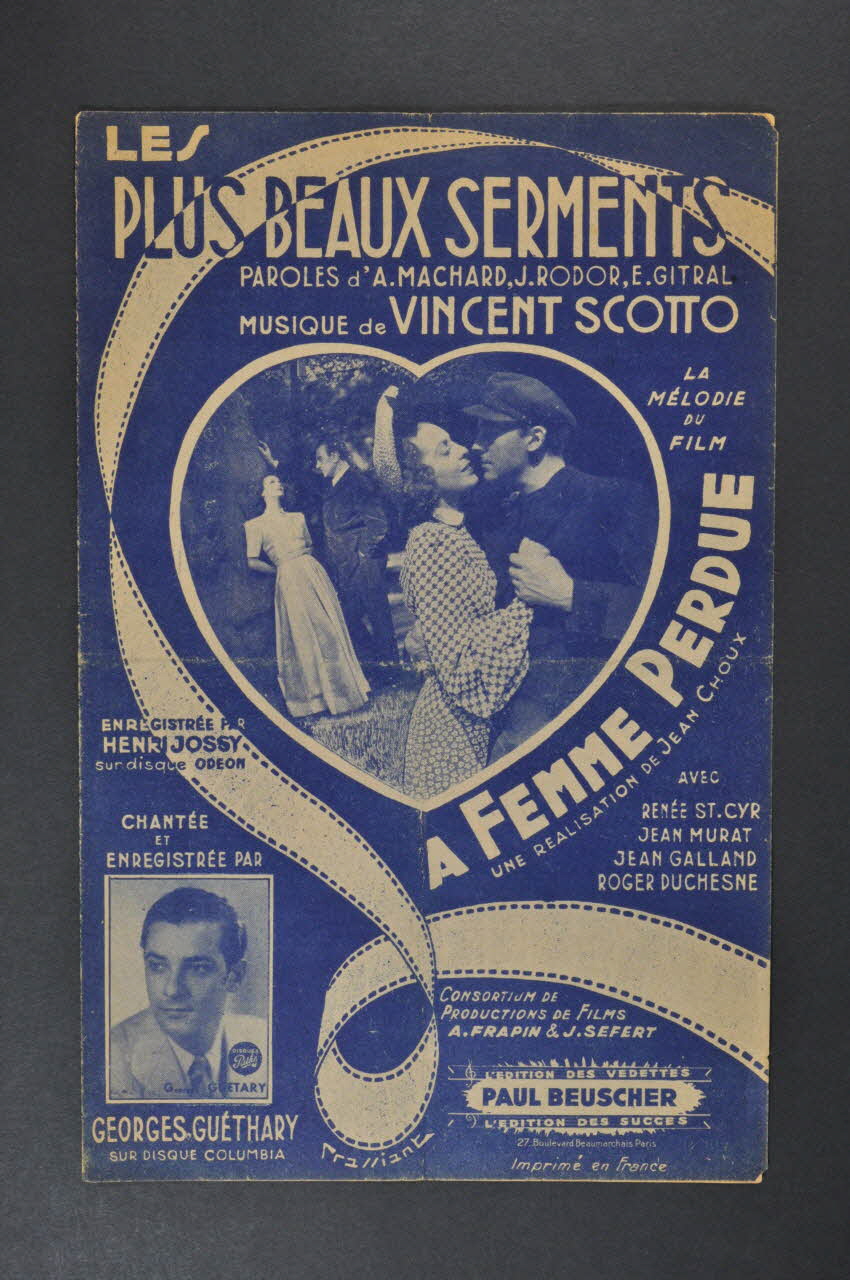 LES
PLUS BEAUX SERMENTS
PAROLES d'A.MACHARD,J.RODOR,E.GITRAL
MUSIQUE de VINCENT SCOTTO
LA
MÉLODIE
DU
FILM
A FEMME PERDUE
UNE REALISATION DE JEAN CHOUX
ENREGISTRÉE PAR
HENRI JOSSY
sur disque ODEON
AVEC
RENÉE ST.CYR
JEAN MURAT
JEAN GALLAND
ROGER DUCHESNE
CHANTÉE
ET
ENREGISTRÉE PAR
DISQUES
Pathé
GUETARY
GEORGES GUÉTHARY
SUR DISQUE COLUMBIA
CONSORTIUM DE
PRODUCTIONS DE FILMS
A.FRAPIN & J.SEFERT
L'EDITION DES VEDETTES
PAUL BEUSCHER
L'EDITION DES SUCCES
27.Boulevard Beaumarchais Paris
Imprimé en France